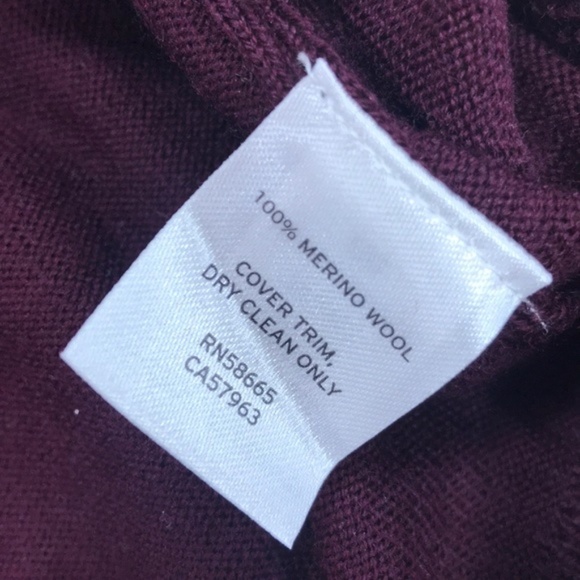 100% MERINO WOOL
COVER TRIM,
DRY CLEAN ONLY
RN58665
CA57963